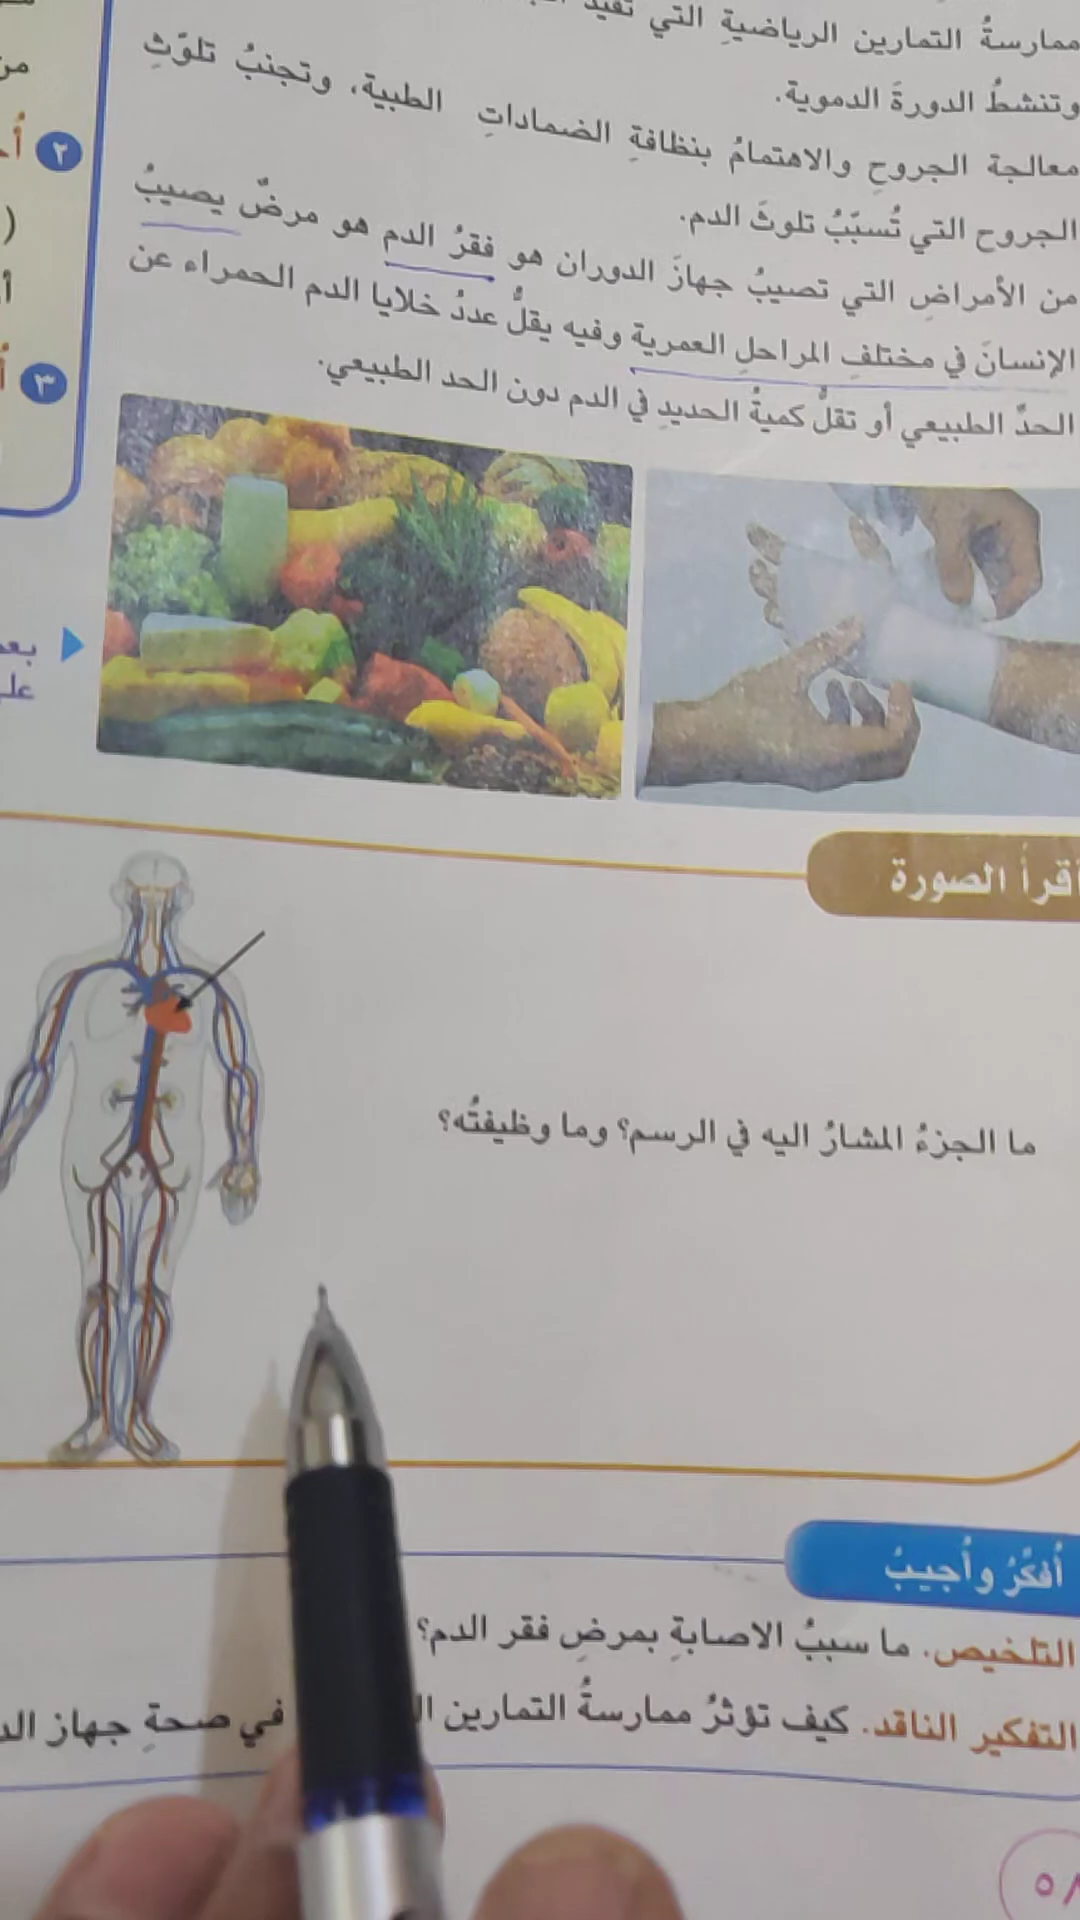 ممارسةُ التمارين الرياضيةِ التي تفيد
وتنشطُ الدورةَ الدموية.
معالجة الجروحِ والاهتمامُ بنظافةِ الضماداتِ الطبية، وتجنبُ تلوّثِ
الجروح التي تُسبّبُ تلوثَ الدم.
من الأمراضِ التي تصيبُ جهازَ الدوران هو فقرُ الدم هو مرضٌ يصيبُ
الإنسانَ في مختلفِ المراحلِ العمرية وفيه يقلُّ عددُ خلايا الدم الحمراء عن
الحدِّ الطبيعي أو تقلُّ كميةُ الحديدِ في الدم دون الحد الطبيعي.
أقرأ الصورة
ما الجزءُ المشارُ اليه في الرسم؟ وما وظيفتُه؟
أُفكّرُ وأُجيبُ
التلخيص. ما سببُ الاصابةِ بمرضِ فقر الدم؟
التفكير الناقد. كيف تؤثرُ ممارسةُ التمارين في صحةِ جهاز
من
٢
٣